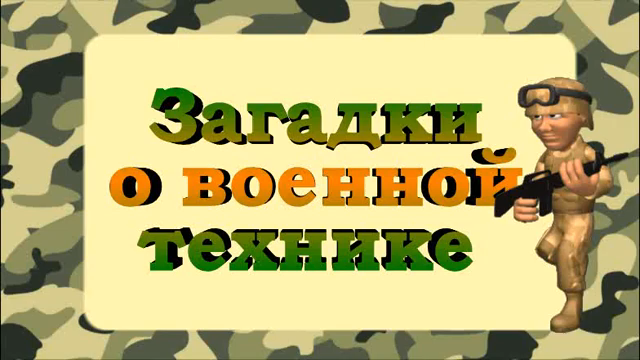 Загадки
о военной
технике